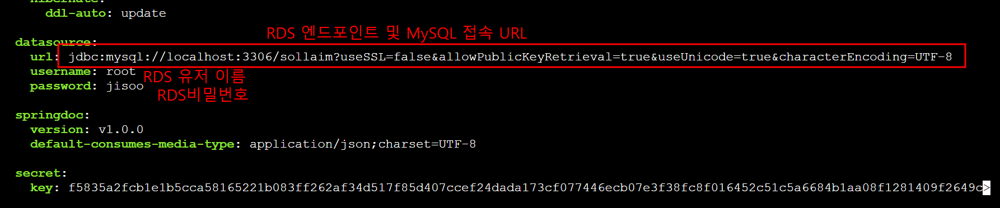 hibernate:
ddl-auto: update
RDS 엔드포인트 및 MySQL 접속 URL
datasource:
url: jdbc:mysql://localhost:3306/sollaim?useSSL=false&allowPublicKeyRetrieval=true&useUnicode=true&characterEncoding=UTF-8
username: root
RDS 유저 이름
password: jisoo
RDS비밀번호
springdoc:
version: v1.0.0
default-consumes-media-type: application/json;charset=UTF-8
secret:
key: f5835a2fcb1e1b5cca58165221b083ff262af34d517f85d407ccef24dada173cf077446ecb07e3f38fc8f016452c51c5a6684b1aa08f1281409f2649c>